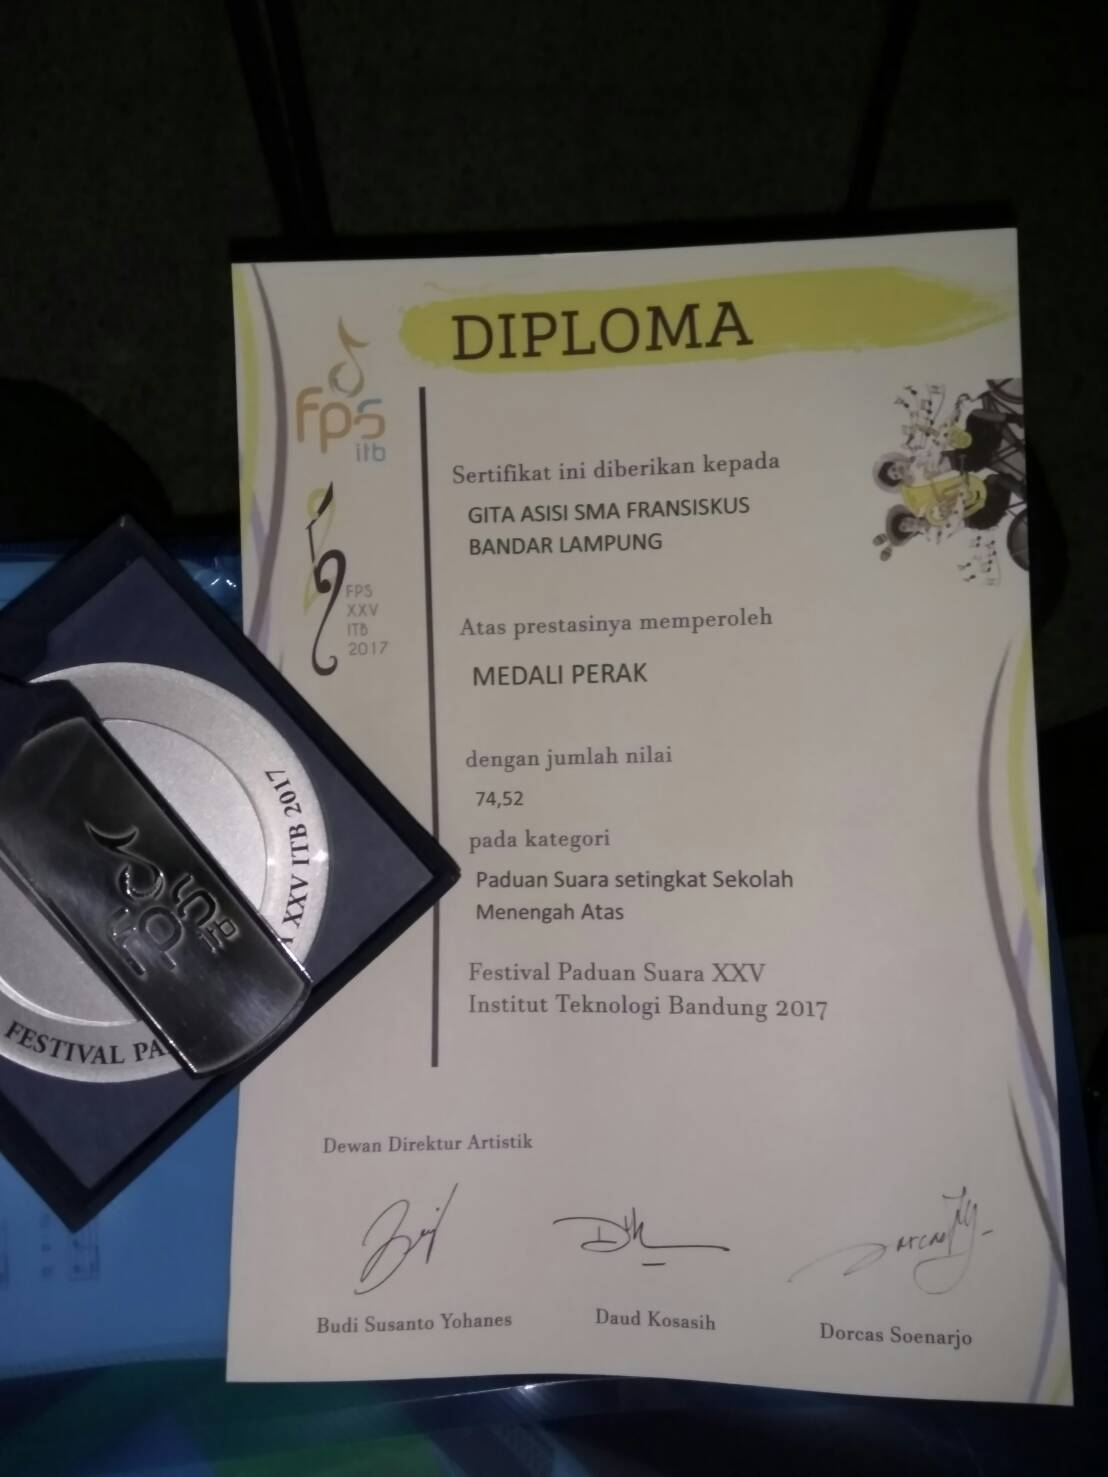 DIPLOMA
fps
itb
FPS
XXV
ITB
2017
Sertifikat ini diberikan kepada
GITA ASISI SMA FRANSISKUS
BANDAR LAMPUNG
Atas prestasinya memperoleh
MEDALI PERAK
dengan jumlah nilai
74,52
pada kategori
Paduan Suara setingkat Sekolah
Menengah Atas
Festival Paduan Suara XXV
Institut Teknologi Bandung 2017
Dewan Direktur Artistik
Budi Susanto Yohanes
Daud Kosasih
Dorcas Soenarjo
FESTIVAL PA
XXV ITB 2017
fps
ITB